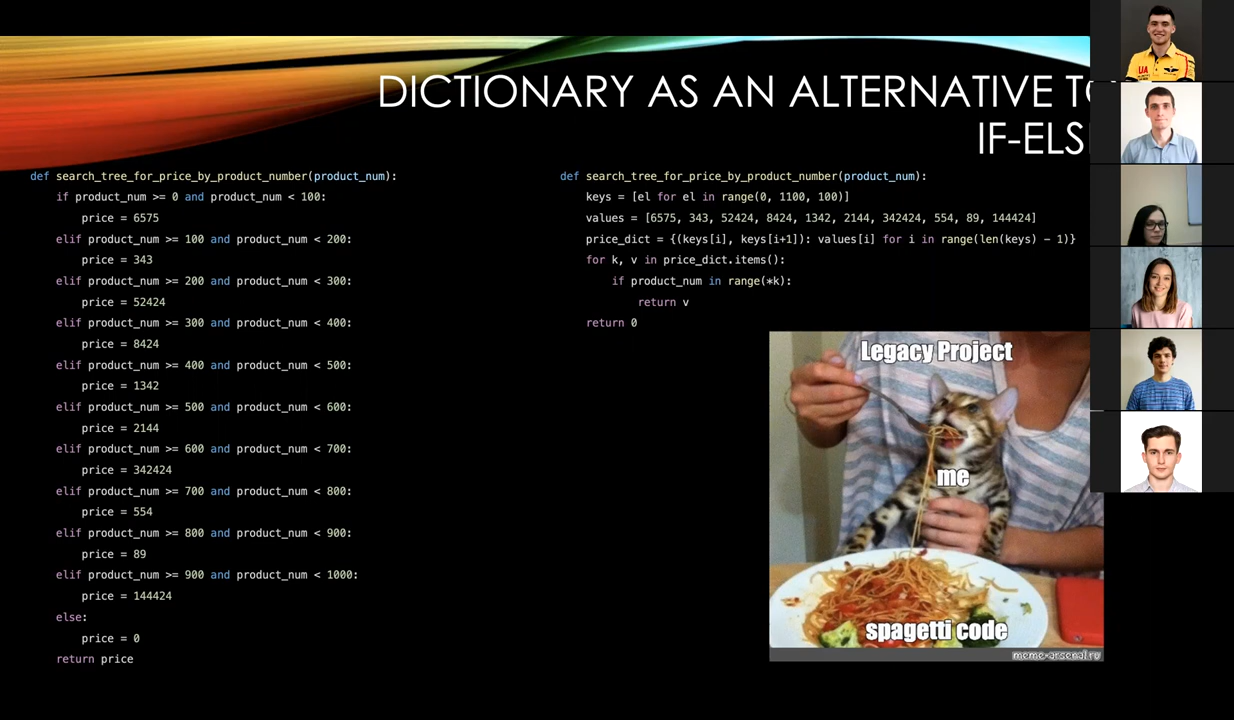 DICTIONARY AS AN ALTERNATIVE TO
IF-ELS
def search_tree_for_price_by_product_number(product_num):
if product_num >= 0 and product_num < 100:
price = 6575
elif product_num >= 100 and product_num < 200:
price = 343
elif product_num >= 200 and product_num < 300:
price = 52424
elif product_num >= 300 and product_num < 400:
price = 8424
elif product_num >= 400 and product_num < 500:
price = 1342
elif product_num >= 500 and product_num < 600:
price = 2144
elif product_num >= 600 and product_num < 700:
price = 342424
elif product_num >= 700 and product_num < 800:
price = 554
elif product_num >= 800 and product_num < 900:
price = 89
elif product_num >= 900 and product_num < 1000:
price = 144424
else:
price = 0
return price
def search_tree_for_price_by_product_number(product_num):
keys = [el for el in range(0, 1100, 100)]
values = [6575, 343, 52424, 8424, 1342, 2144, 342424, 554, 89, 144424]
price_dict = {(keys[i], keys[i+1]): values[i] for i in range(len(keys) - 1)}
for k, v in price_dict.items():
if product_num in range(*k):
return v
return 0
Legacy Project
me
spagetti code
meme-arsenal.ru
UA